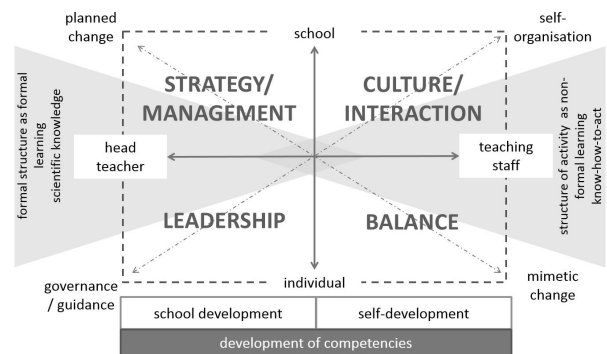 planned
change
school
self-
organisation
STRATEGY/
MANAGEMENT
CULTURE/
INTERACTION
formal structure as formal
learning
scientific knowledge
head
teacher
teaching
staff
structure of activity as non-
formal learning
know-how-to-act
LEADERSHIP
BALANCE
governance
/ guidance
individual
mimetic
change
school development
self-development
development of competencies